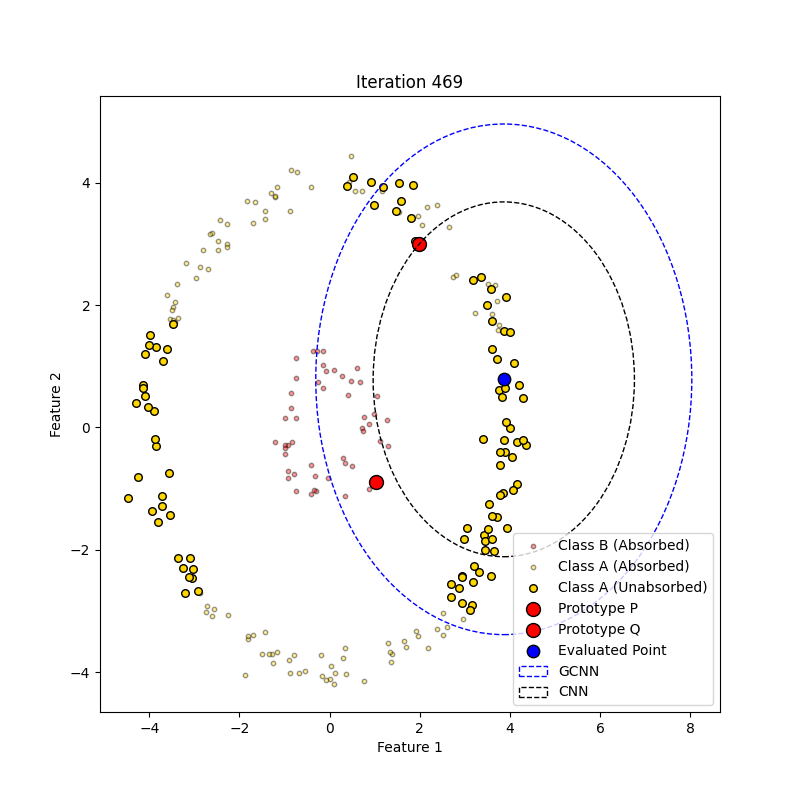 Iteration 469
Feature 2
4
2
0
−2
−4
Class B (Absorbed)
Class A (Absorbed)
Class A (Unabsorbed)
Prototype P
Prototype Q
Evaluated Point
GCNN
CNN
−4 −2 0 2 4 6 8
Feature 1